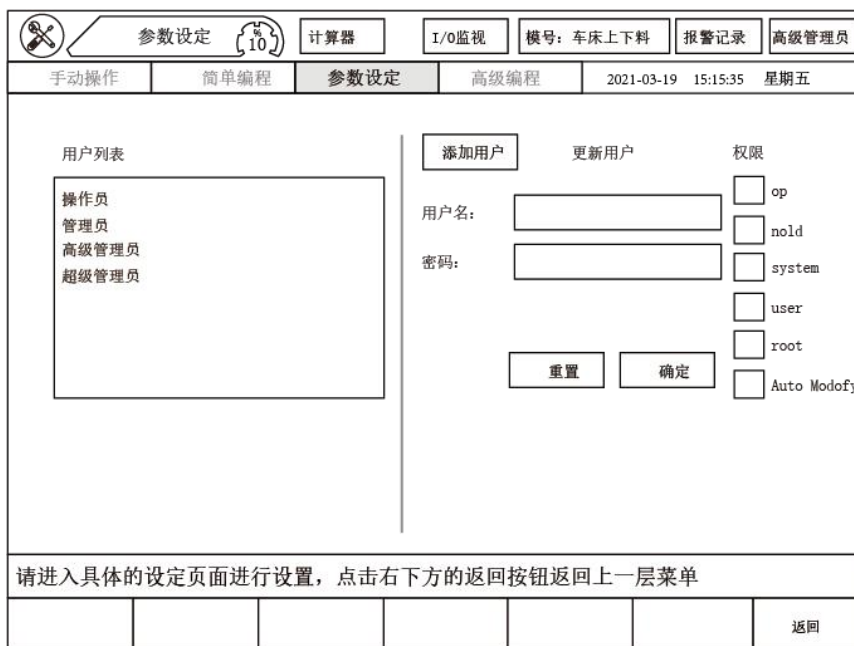 参数设定 % 10 计算器 I/O监视 模号：车床上下料 报警记录 高级管理员
手动操作 简单编程 参数设定 高级编程 2021-03-19 15:15:35 星期五
用户列表
操作员
管理员
高级管理员
超级管理员
添加用户 更新用户 权限
用户名：
密码：
op
nold
system
user
root
Auto Modofy
重置 确定
请进入具体的设定页面进行设置，点击右下方的返回按钮返回上一层菜单
返回